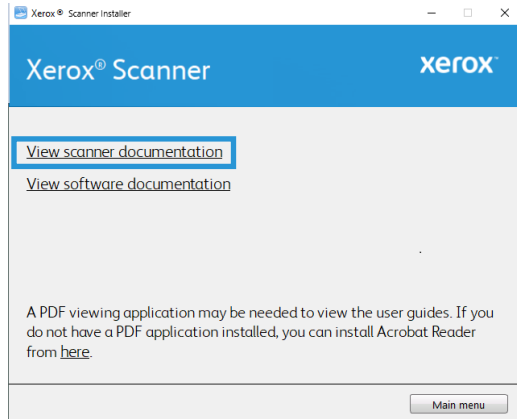 Xerox® Scanner Installer
Xerox® Scanner
xerox™
View scanner documentation
View software documentation
A PDF viewing application may be needed to view the user guides. If you
do not have a PDF application installed, you can install Acrobat Reader
from here.
Main menu